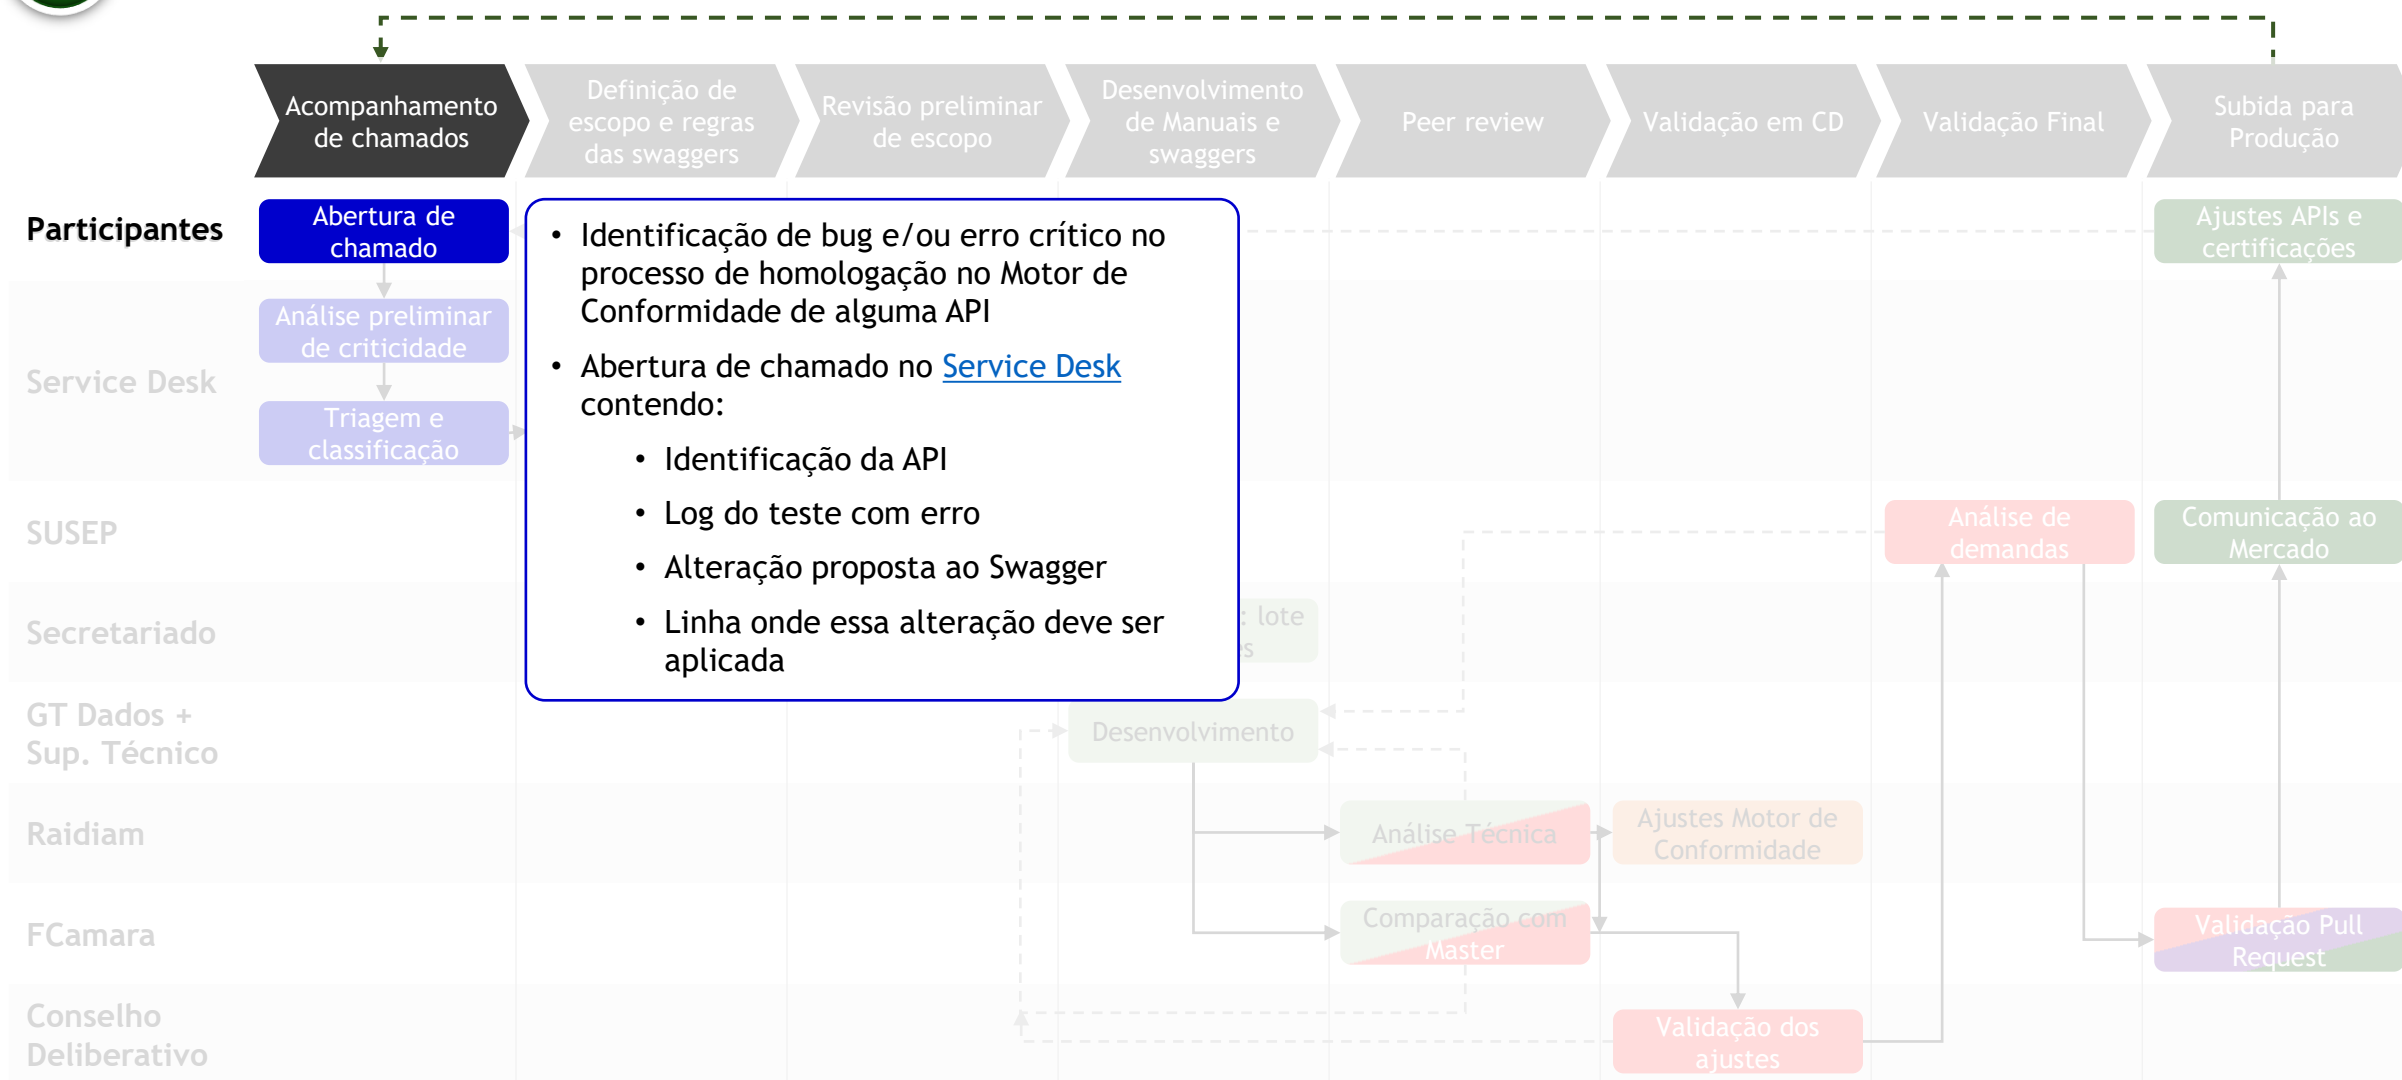 Acompanhamento
de chamados
Definição de
escopo e regras
das swaggers
Revisão preliminar
de escopo
Desenvolvimento
de Manuais e
swaggers
Peer review
Validação em CD
Validação Final
Subida para
Produção
Participantes
Abertura de
chamado
• Identificação de bug e/ou erro crítico no
processo de homologação no Motor de
Conformidade de alguma API
• Abertura de chamado no Service Desk
contendo:
• Identificação da API
• Log do teste com erro
• Alteração proposta ao Swagger
• Linha onde essa alteração deve ser
aplicada
Ajustes APIs e
certificações
Service Desk
Análise preliminar
de criticidade
Triagem e
classificação
SUSEP
Análise de
demandas
Comunicação ao
Mercado
Secretariado
: lote
GT Dados +
Sup. Técnico
Desenvolvimento
Raidiam
Análise Técnica
Ajustes Motor de
Conformidade
FCamara
Comparação com
Master
Validação Pull
Request
Conselho
Deliberativo
Validação dos
ajustes